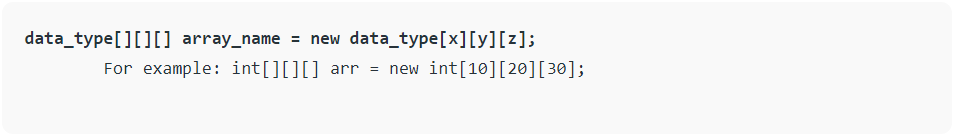 data_type[][][] array_name = new data_type[x][y][z];
For example: int[][][] arr = new int[10][20][30];